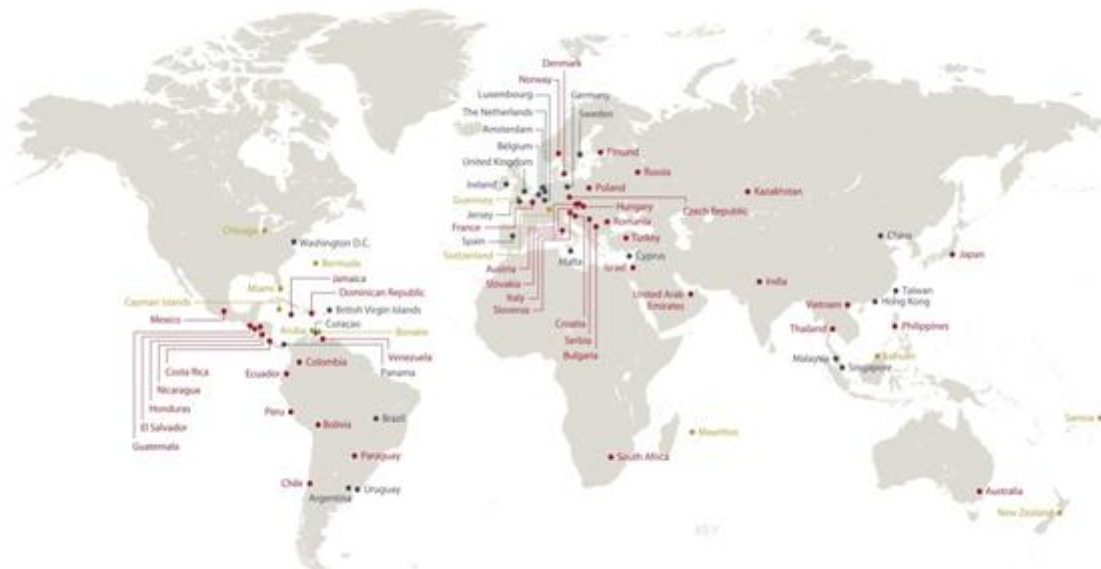 Denmark
Norway
Luxembourg
Germany
The Netherlands
Sweden
Amsterdam
Belgium
United Kingdom
Finland
Russia
Ireland
Poland
Kazakhstan
Guernsey
Hungary
Czech Republic
Jersey
France
Romania
Spain
Turkey
Switzerland
Malta
Cyprus
Austria
Israel
Slovakia
Italy
Slovenia
United Arab
Emirates
Croatia
Serbia
Bulgaria
Chicago
Washington D.C.
Bermuda
Miami
Jamaica
Cayman Islands
Dominican Republic
Mexico
British Virgin Islands
Curaçao
Aruba
Bonaire
Venezuela
Costa Rica
Panama
Nicaragua
Honduras
El Salvador
Guatemala
Colombia
Ecuador
Peru
Brazil
Bolivia
Paraguay
Chile
Uruguay
Argentina
China
Japan
India
Taiwan
Hong Kong
Vietnam
Thailand
Philippines
Malaysia
Labuan
Singapore
Mauritius
Samoa
South Africa
Australia
New Zealand
KEY